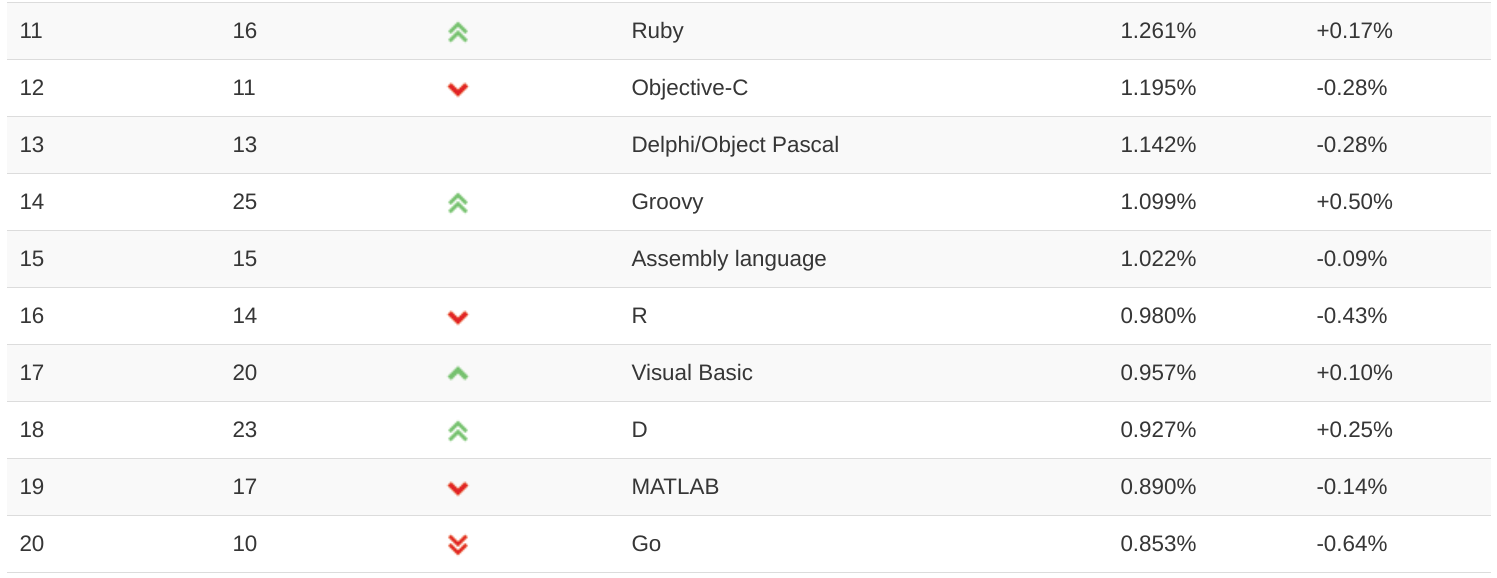 11 16 Ruby 1.261% +0.17%
12 11 Objective-C 1.195% -0.28%
13 13 Delphi/Object Pascal 1.142% -0.28%
14 25 Groovy 1.099% +0.50%
15 15 Assembly language 1.022% -0.09%
16 14 R 0.980% -0.43%
17 20 Visual Basic 0.957% +0.10%
18 23 D 0.927% +0.25%
19 17 MATLAB 0.890% -0.14%
20 10 Go 0.853% -0.64%